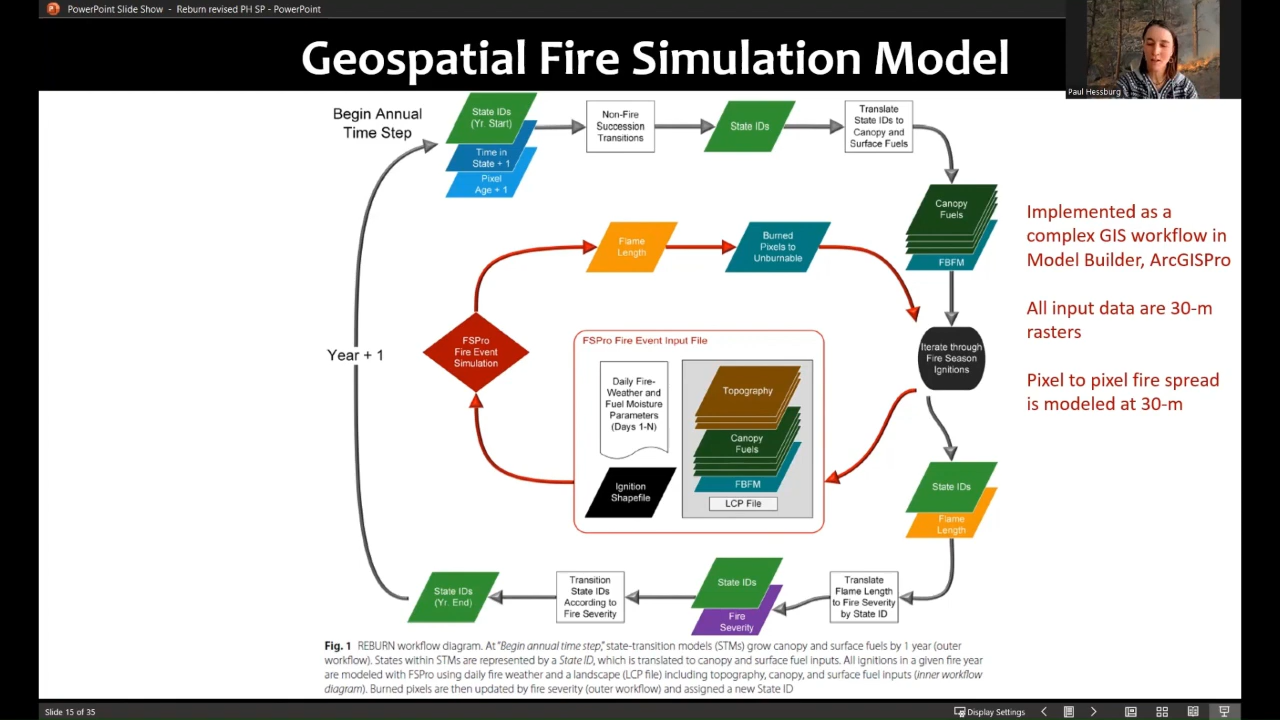 PowerPoint Slide Show - Reburn revised PH SP - PowerPoint
Geospatial Fire Simulation Model
Paul Hessburg
Begin Annual
Time Step
State IDs
(Yr. Start)
Time in
State + 1
Pixel
Age + 1
Non-Fire
Succession
Transitions
State IDs
Translate
State IDs to
Canopy and
Surface Fuels
Canopy
Fuels
FBFM
Implemented as a
complex GIS workflow in
Model Builder, ArcGISPro
All input data are 30-m
rasters
Pixel to pixel fire spread
is modeled at 30-m
Flame
Length
Burned
Pixels to
Unburnable
Iterate through
Fire Season
Ignitions
FSPro
Fire Event
Simulation
Year + 1
FSPro Fire Event Input File
Daily Fire-
Weather and
Fuel Moisture
Parameters
(Days 1-N)
Ignition
Shapefile
Topography
Canopy
Fuels
FBFM
LCP File
State IDs
Flame
Length
Translate
Flame Length
to Fire Severity
by State ID
State IDs
Fire
Severity
Transition
State IDs
According to
Fire Severity
State IDs
(Yr. End)
Fig. 1 REBURN workflow diagram. At "Begin annual time step," state-transition models (STMs) grow canopy and surface fuels by 1 year (outer
workflow). States within STMs are represented by a State ID, which is translated to canopy and surface fuel inputs. All ignitions in a given fire year
are modeled with FSPro using daily fire weather and a landscape (LCP file) including topography, canopy, and surface fuel inputs (inner workflow
diagram). Burned pixels are then updated by fire severity (outer workflow) and assigned a new State ID
Slide 15 of 35
Display Settings